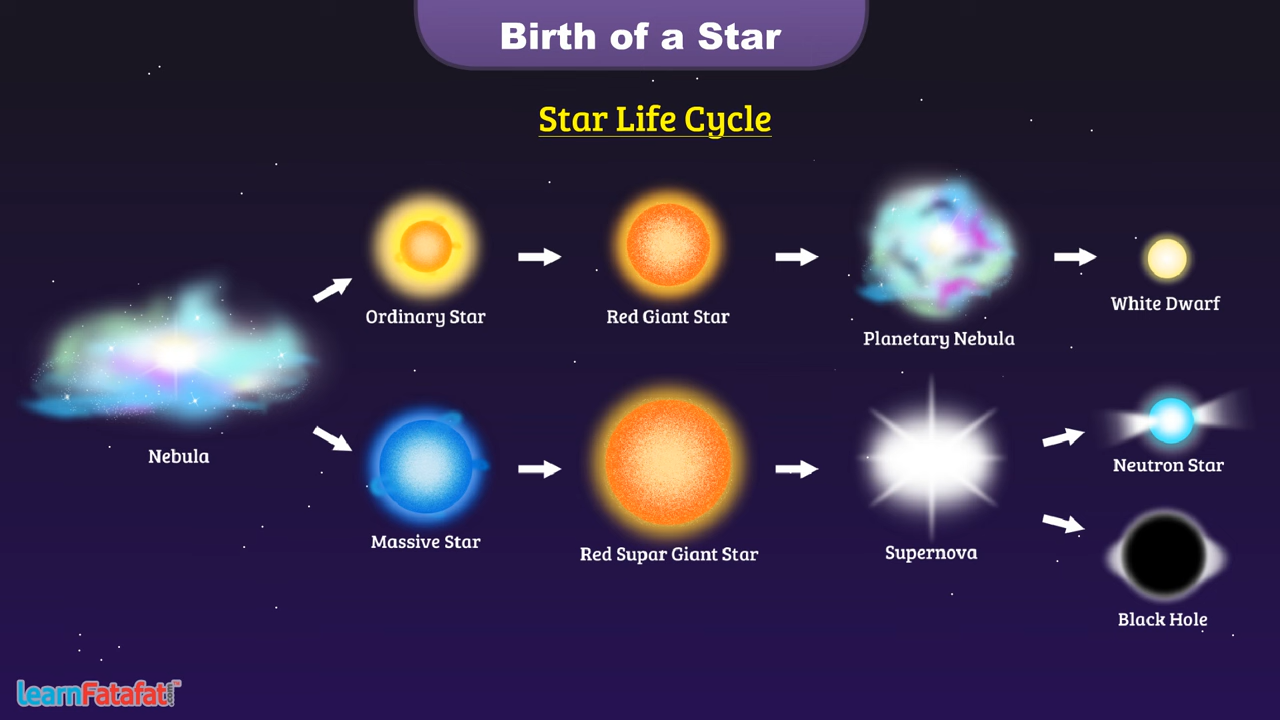 Birth of a Star
Star Life Cycle
Ordinary Star
Red Giant Star
Planetary Nebula
White Dwarf
Nebula
Massive Star
Red Supar Giant Star
Supernova
Neutron Star
Black Hole
learnFatafat.com™